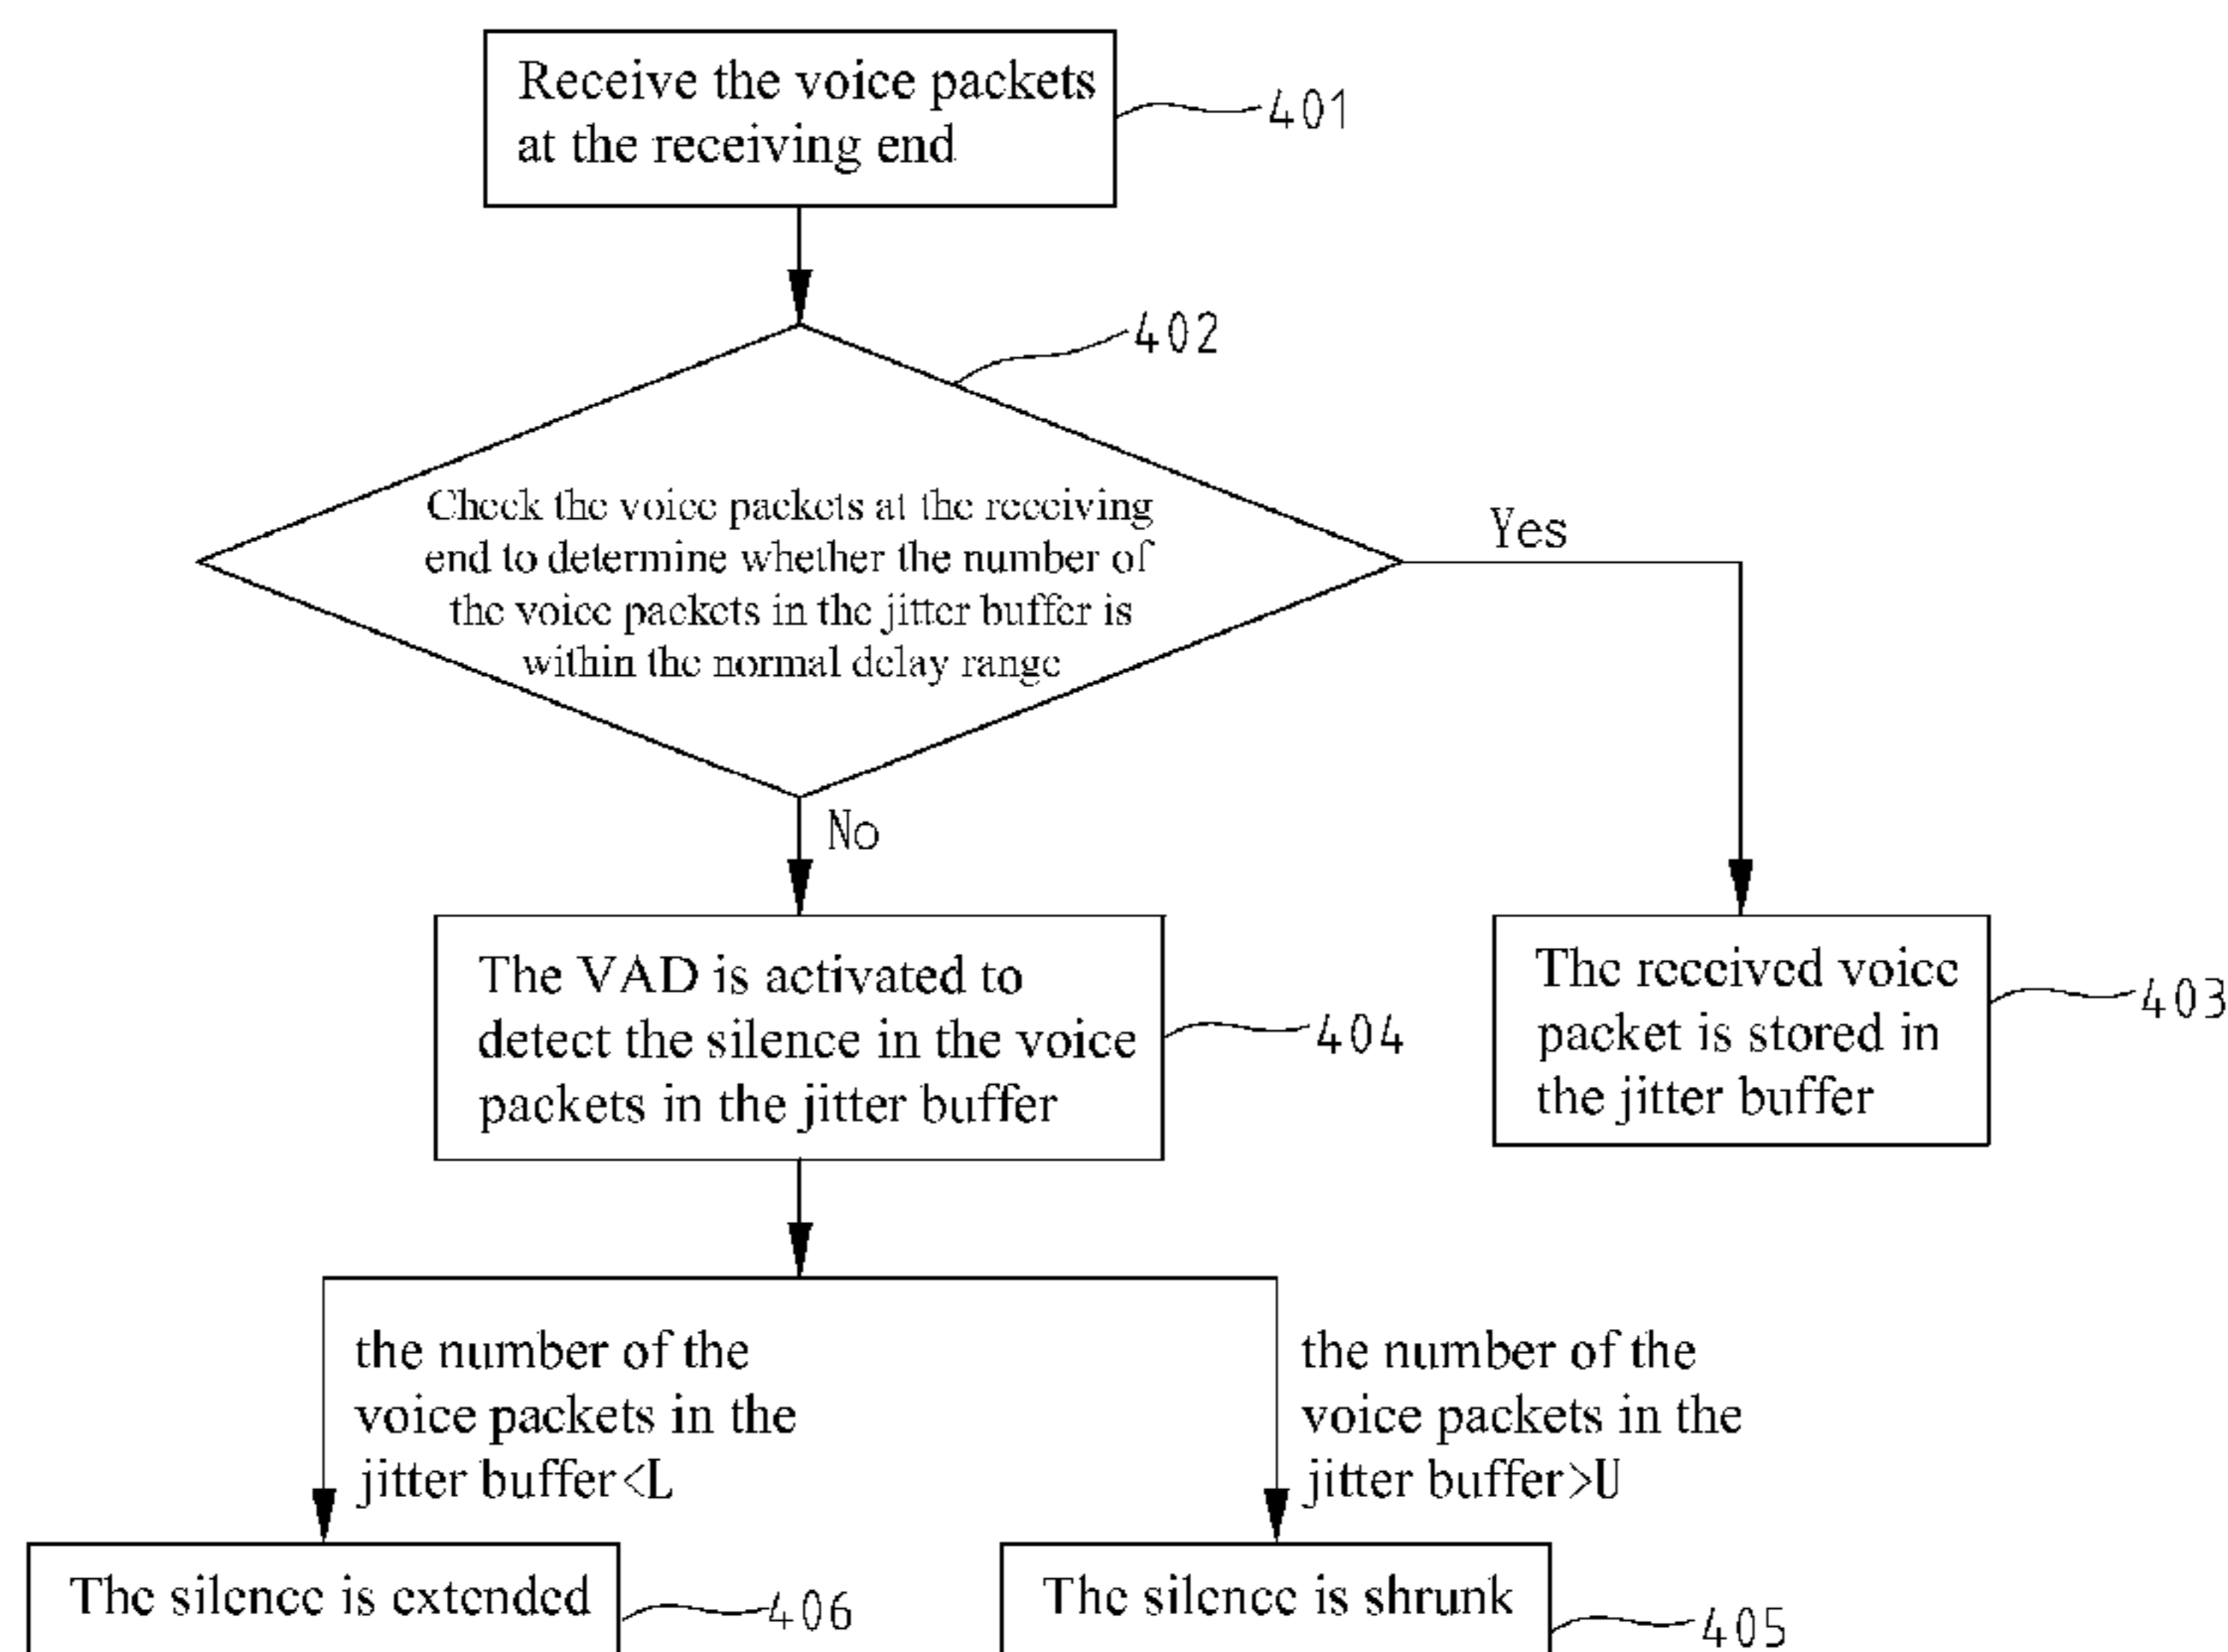 Receive the voice packets
at the receiving end
401
402
Check the voice packets at the receiving
end to determine whether the number of
the voice packets in the jitter buffer is
within the normal delay range
Yes
No
The VAD is activated to
detect the silence in the voice
packets in the jitter buffer
404
The received voice
packet is stored in
the jitter buffer
403
the number of the
voice packets in the
jitter buffer<L
the number of the
voice packets in the
jitter buffer>U
The silence is extended
406
The silence is shrunk
405